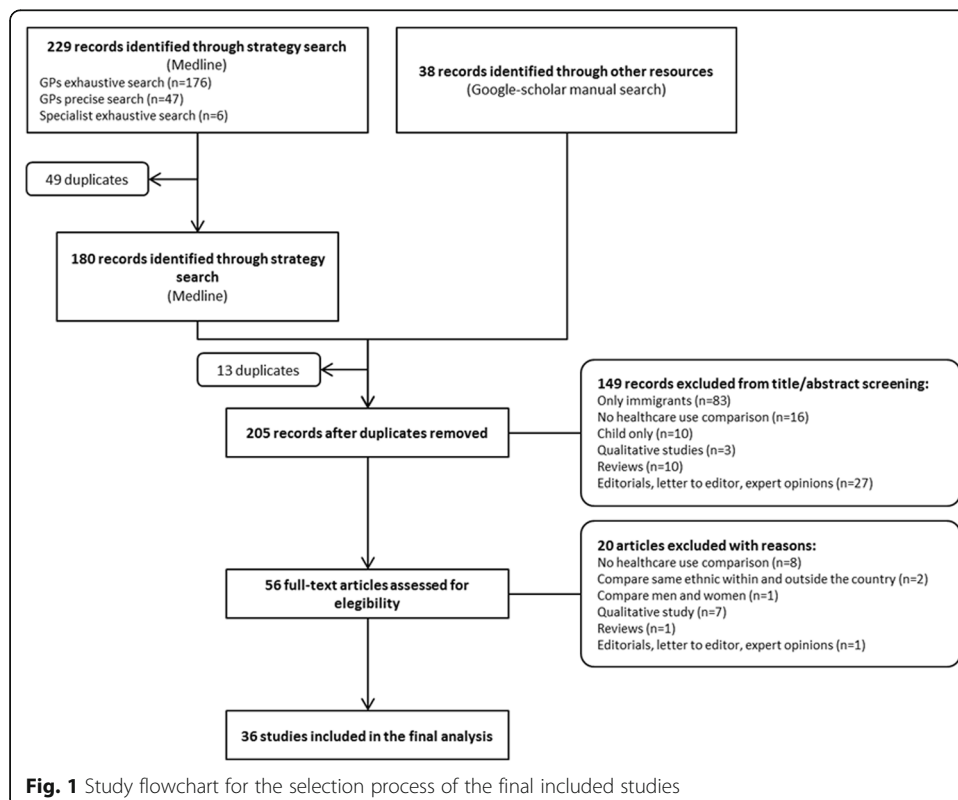 229 records identified through strategy search
(Medline)
GPs exhaustive search (n=176)
GPs precise search (n=47)
Specialist exhaustive search (n=6)
38 records identified through other resources
(Google-scholar manual search)
49 duplicates
180 records identified through strategy
search
(Medline)
13 duplicates
205 records after duplicates removed
149 records excluded from title/abstract screening:
Only immigrants (n=83)
No healthcare use comparison (n=16)
Child only (n=10)
Qualitative studies (n=3)
Reviews (n=10)
Editorials, letter to editor, expert opinions (n=27)
56 full-text articles assessed for
elegibility
20 articles excluded with reasons:
No healthcare use comparison (n=8)
Compare same ethnic within and outside the country (n=2)
Compare men and women (n=1)
Qualitative study (n=7)
Reviews (n=1)
Editorials, letter to editor, expert opinions (n=1)
36 studies included in the final analysis
Fig. 1 Study flowchart for the selection process of the final included studies